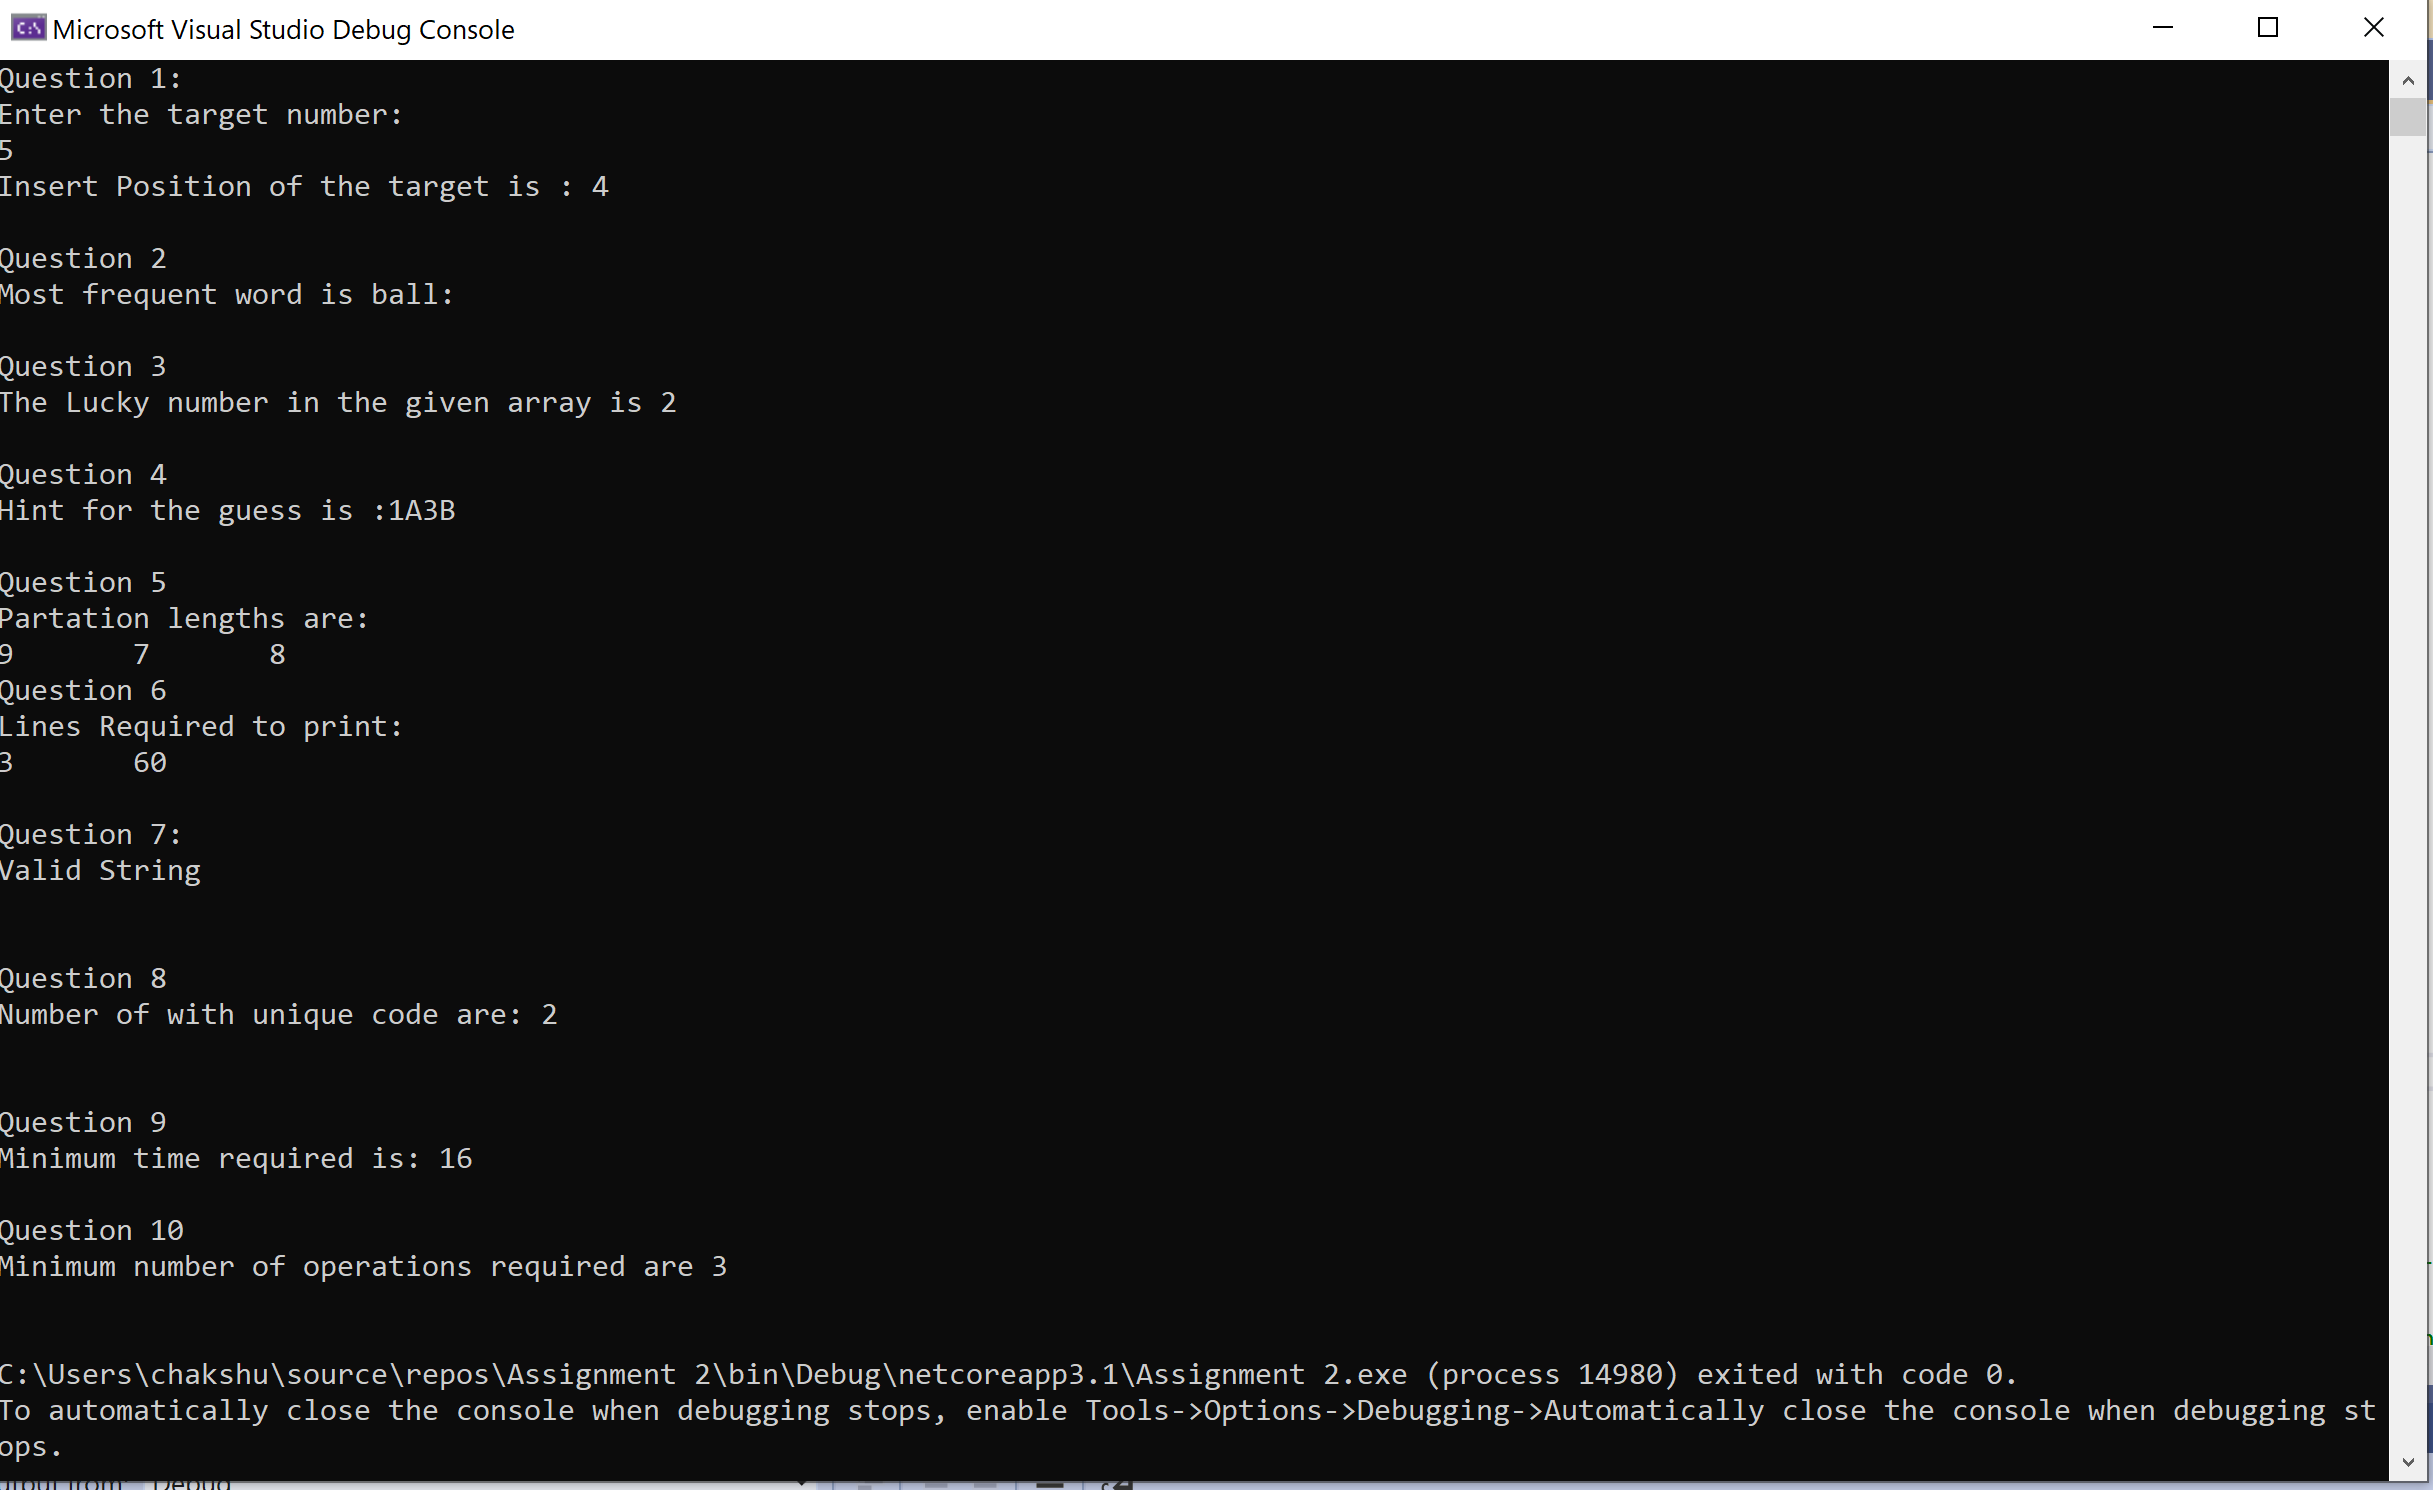 Microsoft Visual Studio Debug Console
Question 1:
Enter the target number:
5
Insert Position of the target is : 4
Question 2
Most frequent word is ball:
Question 3
The Lucky number in the given array is 2
Question 4
Hint for the guess is :1A3B
Question 5
Partation lengths are:
9 7 8
Question 6
Lines Required to print:
3 60
Question 7:
Valid String
Question 8
Number of with unique code are: 2
Question 9
Minimum time required is: 16
Question 10
Minimum number of operations required are 3
C:\Users\chakshu\source\repos\Assignment 2\bin\Debug\netcoreapp3.1\Assignment 2.exe (process 14980) exited with code 0.
To automatically close the console when debugging stops, enable Tools->Options->Debugging->Automatically close the console when debugging st
ops.